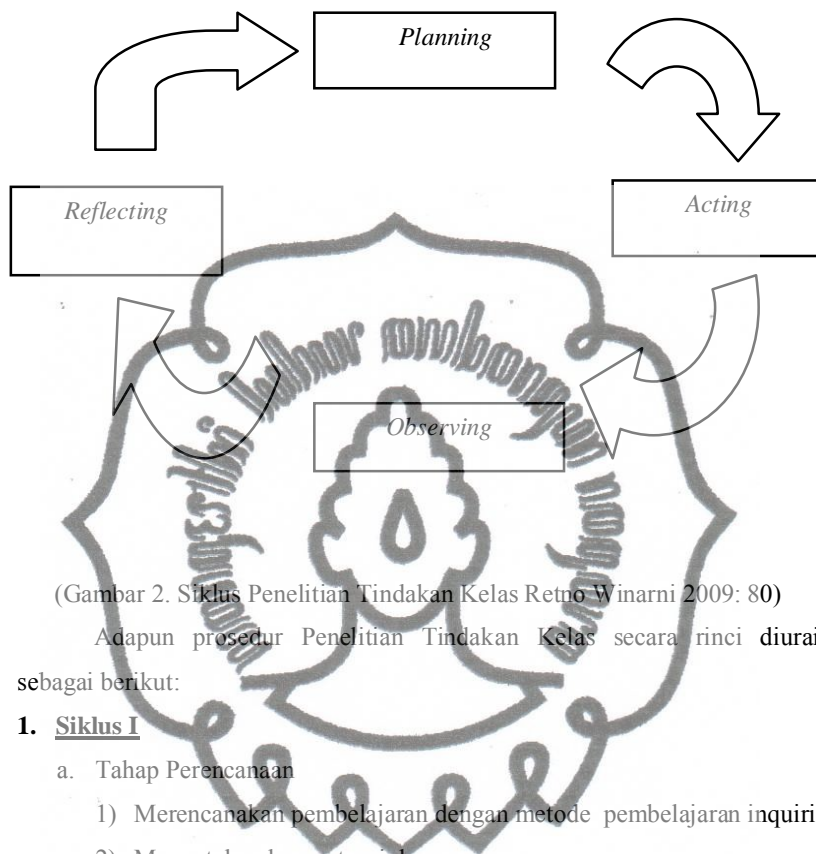 Planning
Reflecting
Acting
Observing
(Gambar 2. Siklus Penelitian Tindakan Kelas Retno Winarni 2009: 80)
Adapun prosedur Penelitian Tindakan Kelas secara rinci diurai
sebagai berikut:
1. Siklus I
a. Tahap Perencanaan
1) Merencanakan pembelajaran dengan metode pembelajaran inquiri
2)